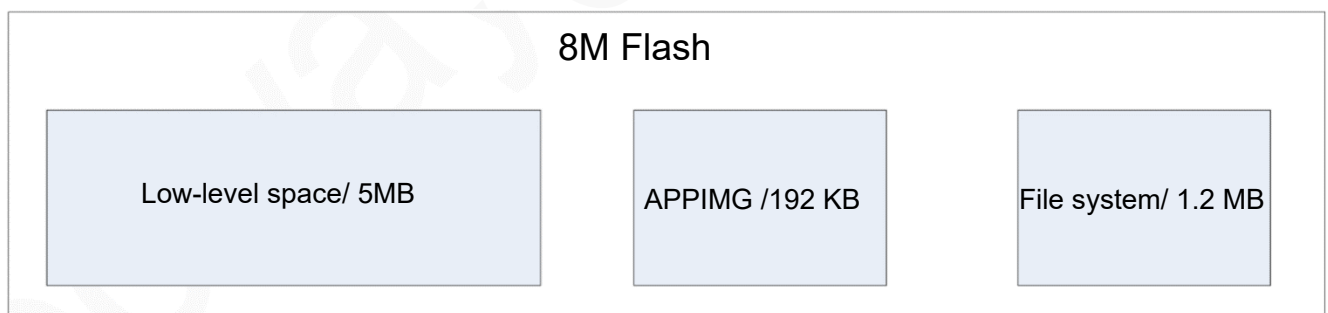 8M Flash
Low-level space/ 5MB
APPIMG /192 KB
File system/ 1.2 MB